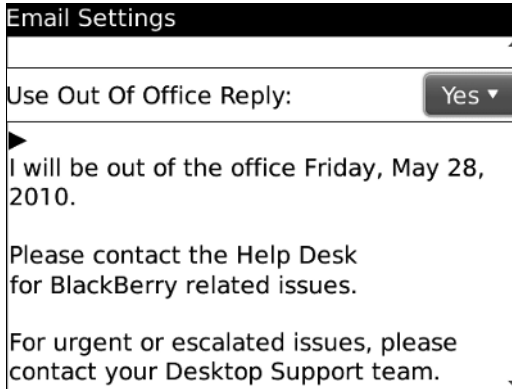 Email Settings
Use Out Of Office Reply: Yes ▾
I will be out of the office Friday, May 28,
2010.
Please contact the Help Desk
for BlackBerry related issues.
For urgent or escalated issues, please
contact your Desktop Support team.